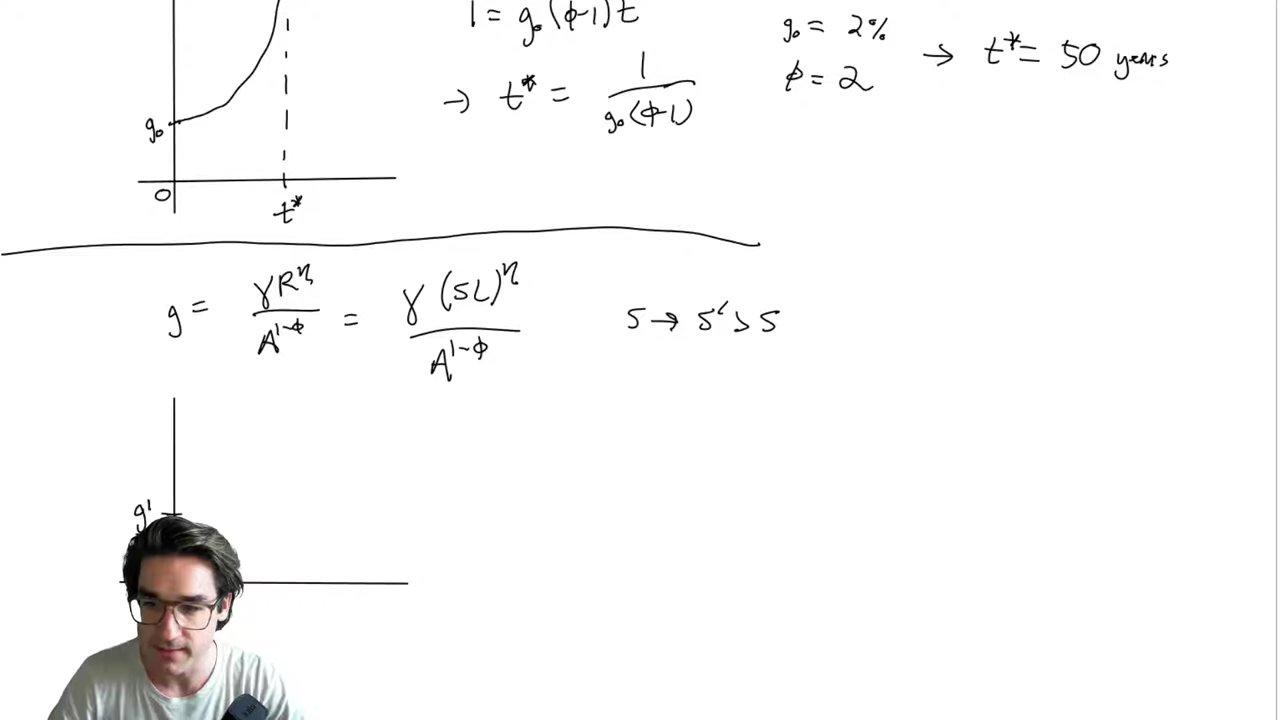 1 = g₀(ϕ-1)t
g₀ = 2%
ϕ = 2
→ t* = 50 years
→ t* = 1 / g₀(ϕ-1)
g₀
0
t*
g = γR^η / A^(1-ϕ) = γ(SL)^η / A^(1-ϕ)
S → S' > S
g'